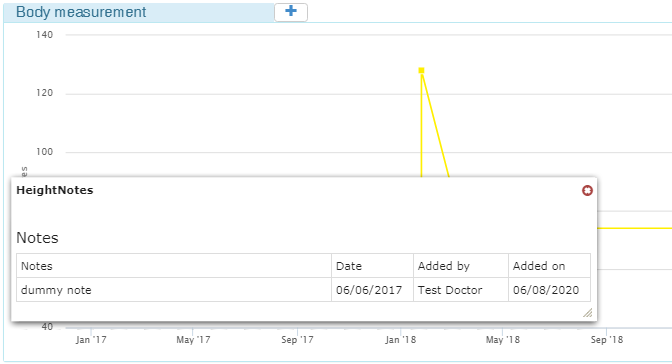 Body measurement
140
120
100
es
HeightNotes
Notes
Notes Date Added by Added on
dummy note 06/06/2017 Test Doctor 06/08/2020
40
Jan '17 May '17 Sep '17 Jan '18 May '18 Sep '18